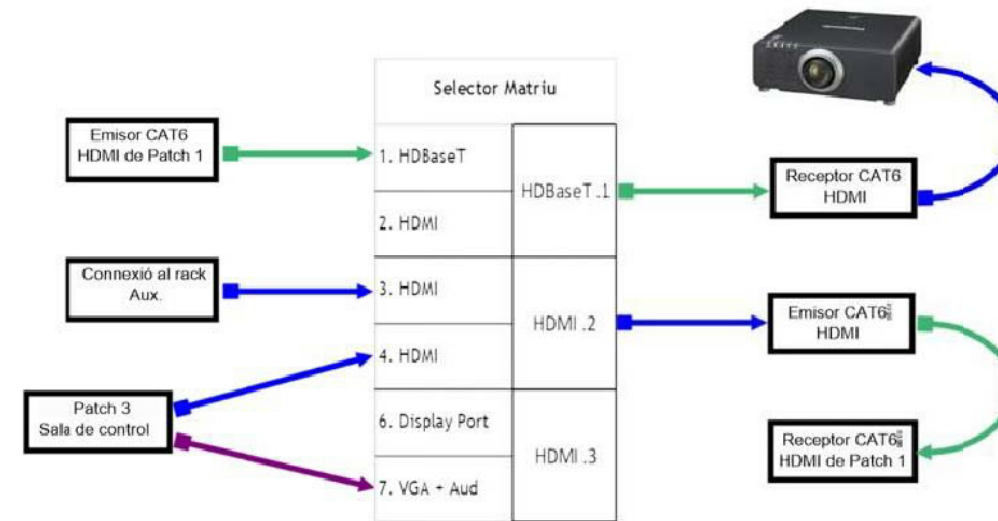 Selector Matriu
Emisor CAT6
HDMI de Patch 1
1. HDBaseT
2. HDMI
HDBaseT.1
Receptor CAT6
HDMI
Connexió al rack
Aux.
3. HDMI
4. HDMI
HDMI.2
Emisor CAT6
HDMI
Patch 3
Sala de control
6. Display Port
7. VGA + Aud
HDMI.3
Receptor CAT6
HDMI de Patch 1